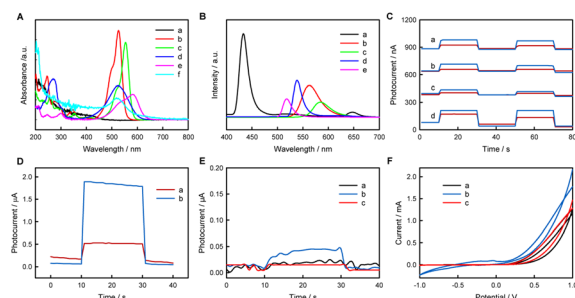 A
Absorbance /a.u.
a
b
c
d
e
f
200 300 400 500 600 700 800
Wavelength / nm
B
Intensity / a.u.
a
b
c
d
e
400 450 500 550 600 650 700
Wavelength / nm
C
Photocurrent / nA
1200
900
600
300
0
a
b
c
d
0 20 40 60 80
Time / s
D
Photocurrent / µA
2.0
1.5
1.0
0.5
0.0
a
b
0 10 20 30 40
Time / s
E
Photocurrent / µA
0.20
0.15
0.10
0.05
0.00
a
b
c
0 10 20 30 40
Time / s
F
Current / mA
2.0
1.5
1.0
0.5
0.0
a
b
c
-1.0 -0.5 0.0 0.5 1.0
Potential / V